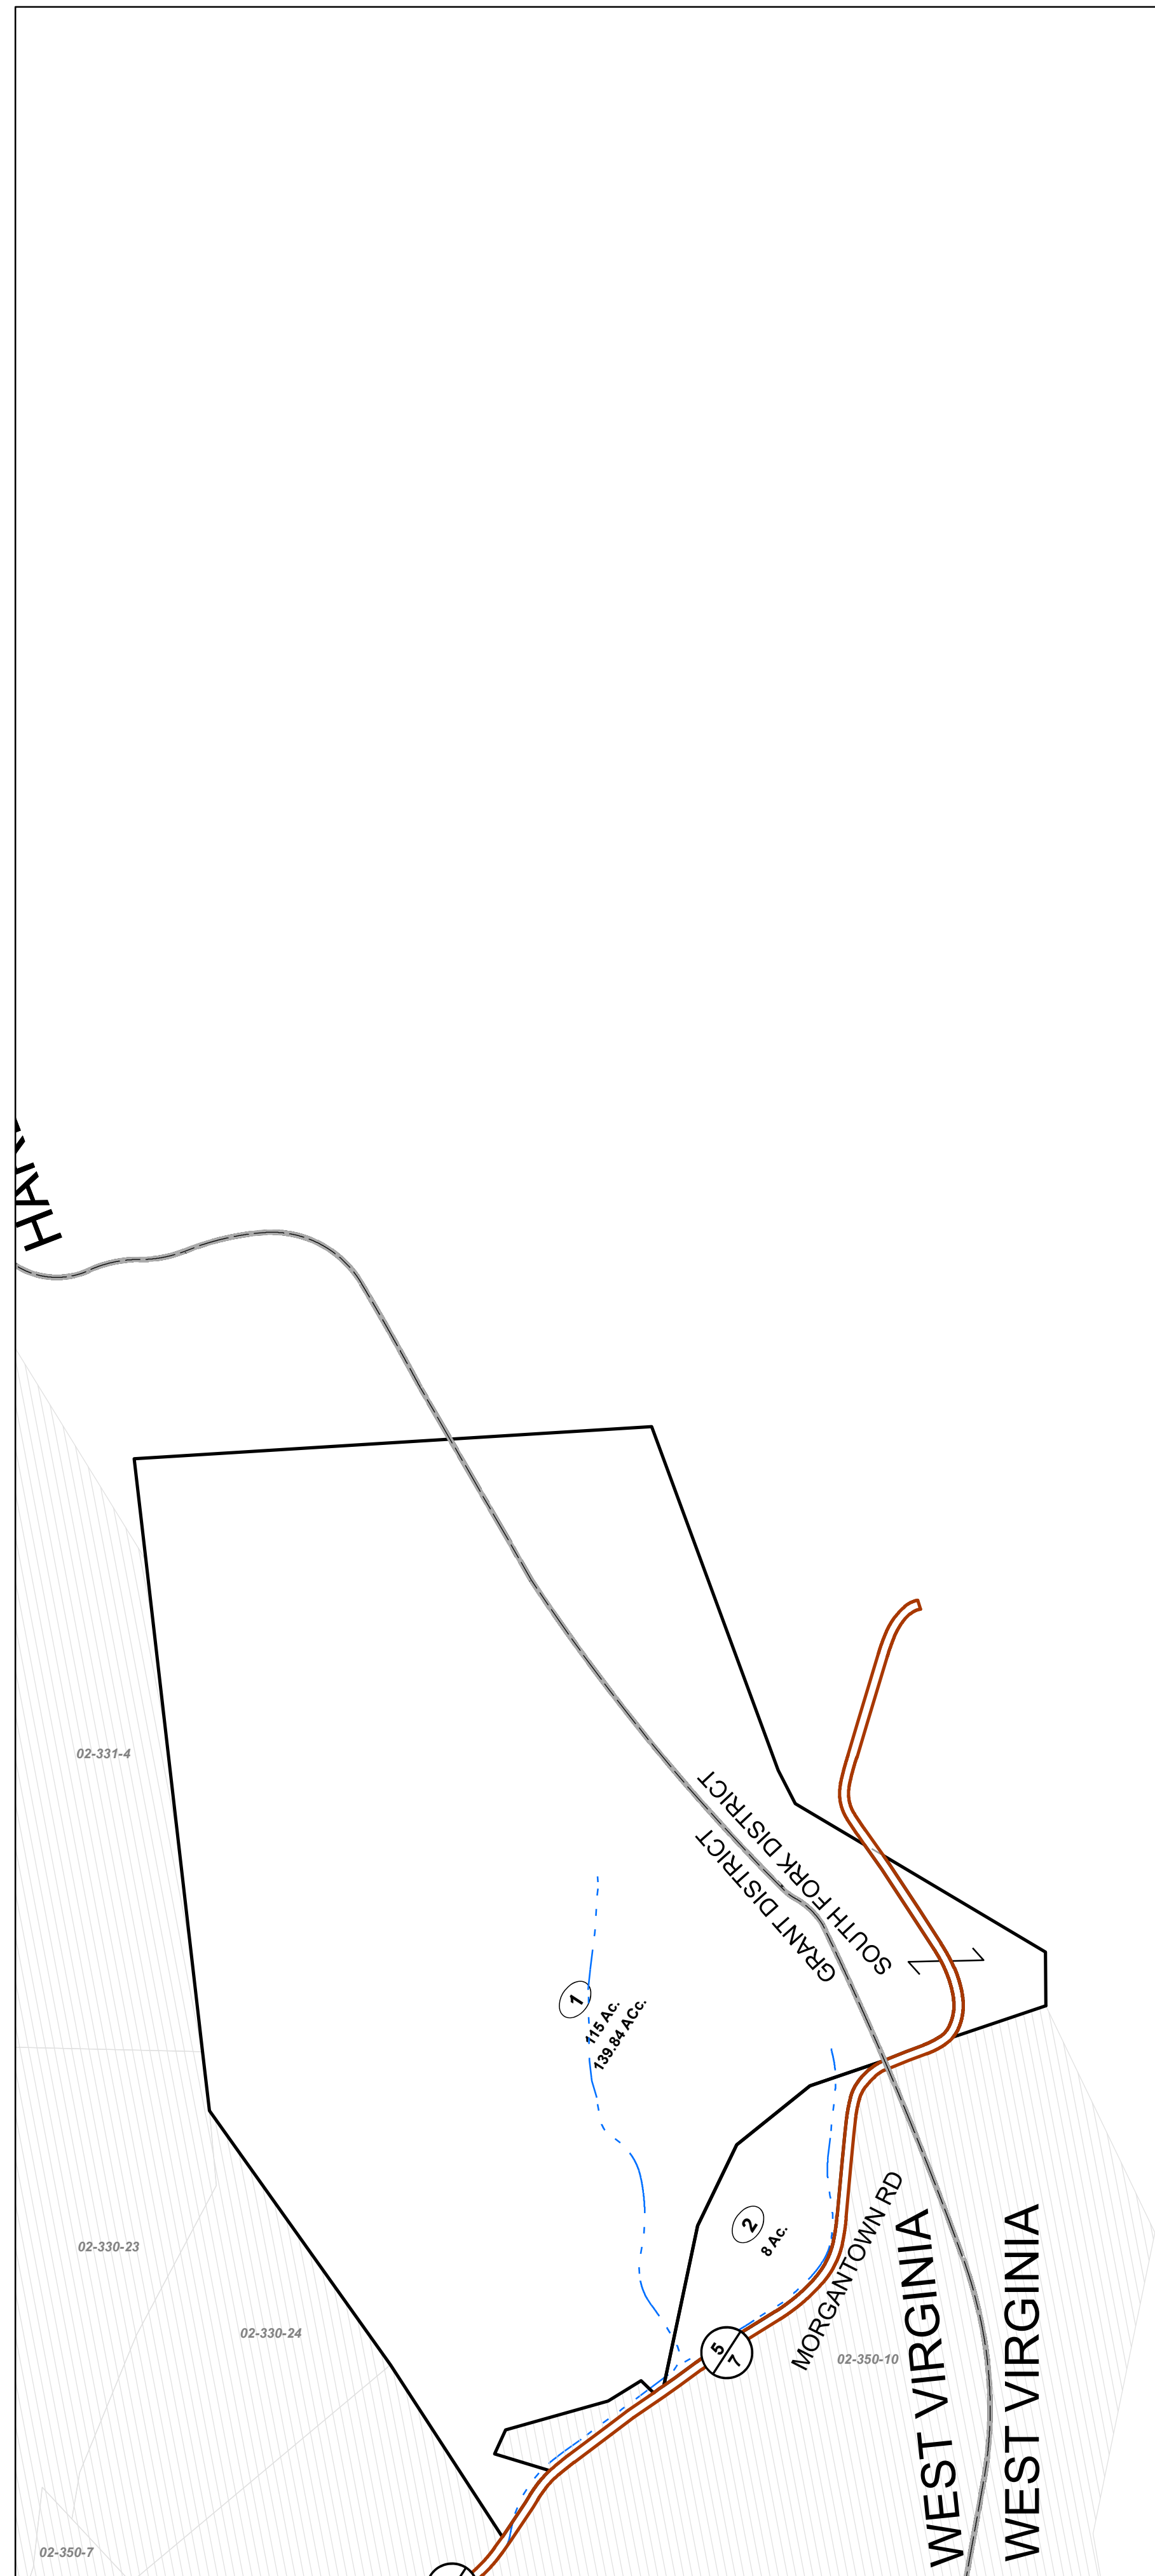 02-331-4
SOUTH FORK DISTRICT
GRANT DISTRICT
1
115 Ac.
139.84 ACc.
2
8 Ac.
MORGANTOWN RD
02-330-23
02-330-24
5
7
02-350-10
WEST VIRGINIA
WEST VIRGINIA
02-350-7